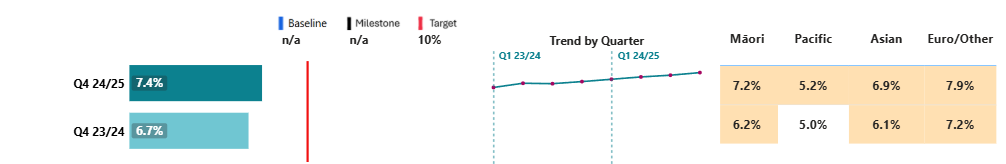 Baseline Milestone Target
n/a n/a 10%
Trend by Quarter
Māori Pacific Asian Euro/Other
Q1 23/24 Q1 24/25
Q4 24/25 7.4% 7.2% 5.2% 6.9% 7.9%
Q4 23/24 6.7% 6.2% 5.0% 6.1% 7.2%